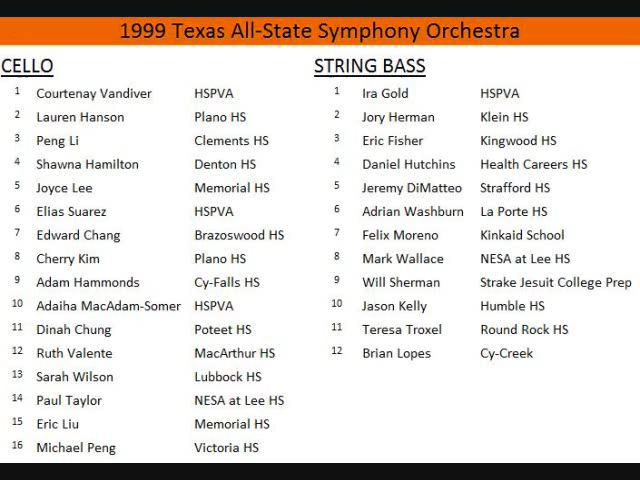 1999 Texas All-State Symphony Orchestra
CELLO
1 Courtenay Vandiver HSPVA
2 Lauren Hanson Plano HS
3 Peng Li Clements HS
4 Shawna Hamilton Denton HS
5 Joyce Lee Memorial HS
6 Elias Suarez HSPVA
7 Edward Chang Brazoswood HS
8 Cherry Kim Plano HS
9 Adam Hammonds Cy-Falls HS
10 Adaiha MacAdam-Somer HSPVA
11 Dinah Chung Poteet HS
12 Ruth Valente MacArthur HS
13 Sarah Wilson Lubbock HS
14 Paul Taylor NESA at Lee HS
15 Eric Liu Memorial HS
16 Michael Peng Victoria HS
STRING BASS
1 Ira Gold HSPVA
2 Jory Herman Klein HS
3 Eric Fisher Kingwood HS
4 Daniel Hutchins Health Careers HS
5 Jeremy DiMatteo Strafford HS
6 Adrian Washburn La Porte HS
7 Felix Moreno Kinkaid School
8 Mark Wallace NESA at Lee HS
9 Will Sherman Strake Jesuit College Prep
10 Jason Kelly Humble HS
11 Teresa Troxel Round Rock HS
12 Brian Lopes Cy-Creek